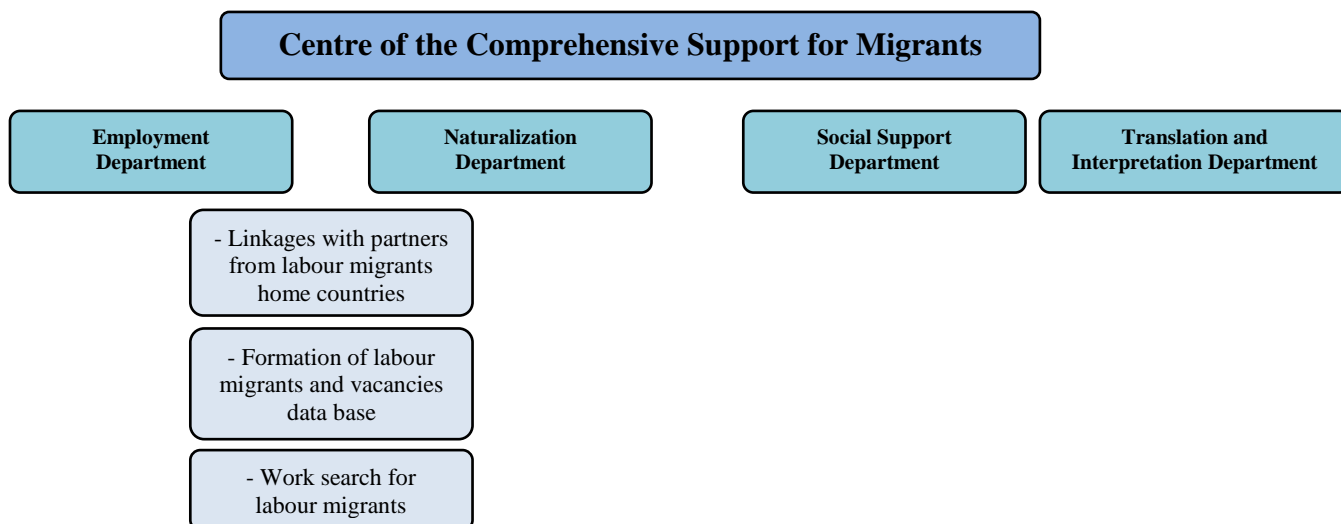 Centre of the Comprehensive Support for Migrants
Employment
Department
Naturalization
Department
Social Support
Department
Translation and
Interpretation Department
- Linkages with partners
from labour migrants
home countries
- Formation of labour
migrants and vacancies
data base
- Work search for
labour migrants